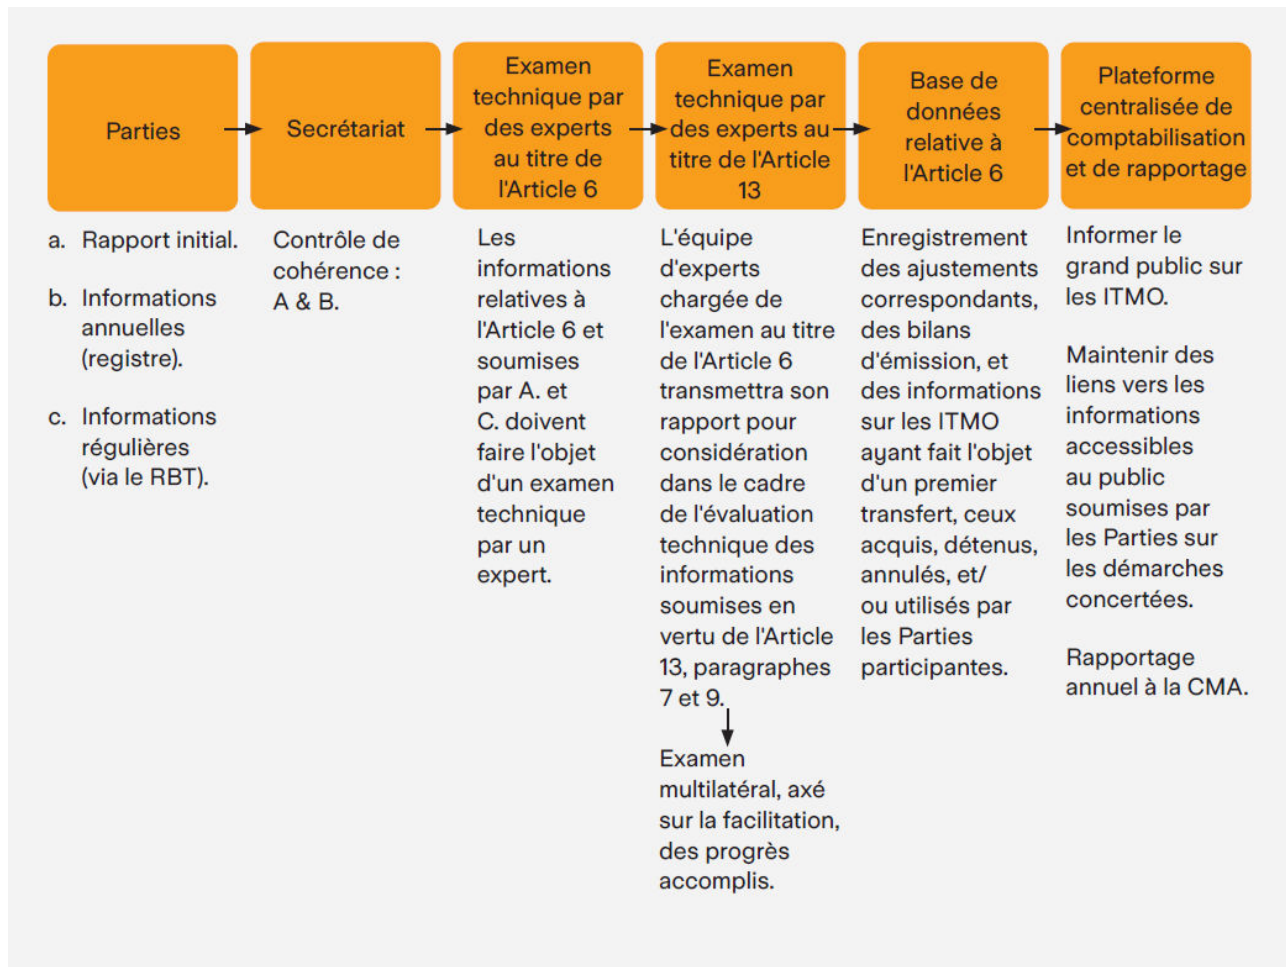 Parties
Secrétariat
Examen
technique par
des experts
au titre de
l'Article 6
Examen
technique par
des experts au
titre de l'Article
13
Base de
données
relative à
l'Article 6
Plateforme
centralisée de
comptabilisation
et de rapportage
a. Rapport initial.
b. Informations
annuelles
(registre).
c. Informations
régulières
(via le RBT).
Contrôle de
cohérence :
A & B.
Les
informations
relatives à
l'Article 6 et
soumises
par A. et
C. doivent
faire l'objet
d'un examen
technique
par un
expert.
L'équipe
d'experts
chargée de
l'examen au titre
de l'Article 6
transmettra son
rapport pour
considération
dans le cadre
de l'évaluation
technique des
informations
soumises en
vertu de l'Article
13, paragraphes
7 et 9.
Examen
multilatéral, axé
sur la facilitation,
des progrès
accomplis.
Enregistrement
des ajustements
correspondants,
des bilans
d'émission, et
des informations
sur les ITMO
ayant fait l'objet
d'un premier
transfert, ceux
acquis, détenus,
annulés, et/
ou utilisés par
les Parties
participantes.
Informer le
grand public sur
les ITMO.
Maintenir des
liens vers les
informations
accessibles
au public
soumises par
les Parties sur
les démarches
concertées.
Rapportage
annuel à la CMA.